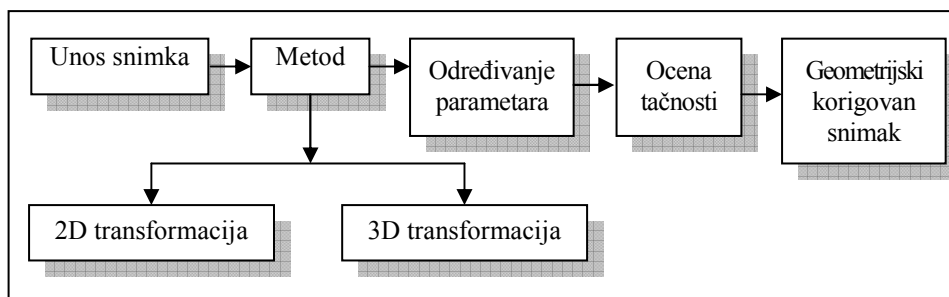 Unos snimka
Metod
Određivanje
parametara
Ocena
tačnosti
Geometrijski
korigovan
snimak
2D transformacija
3D transformacija